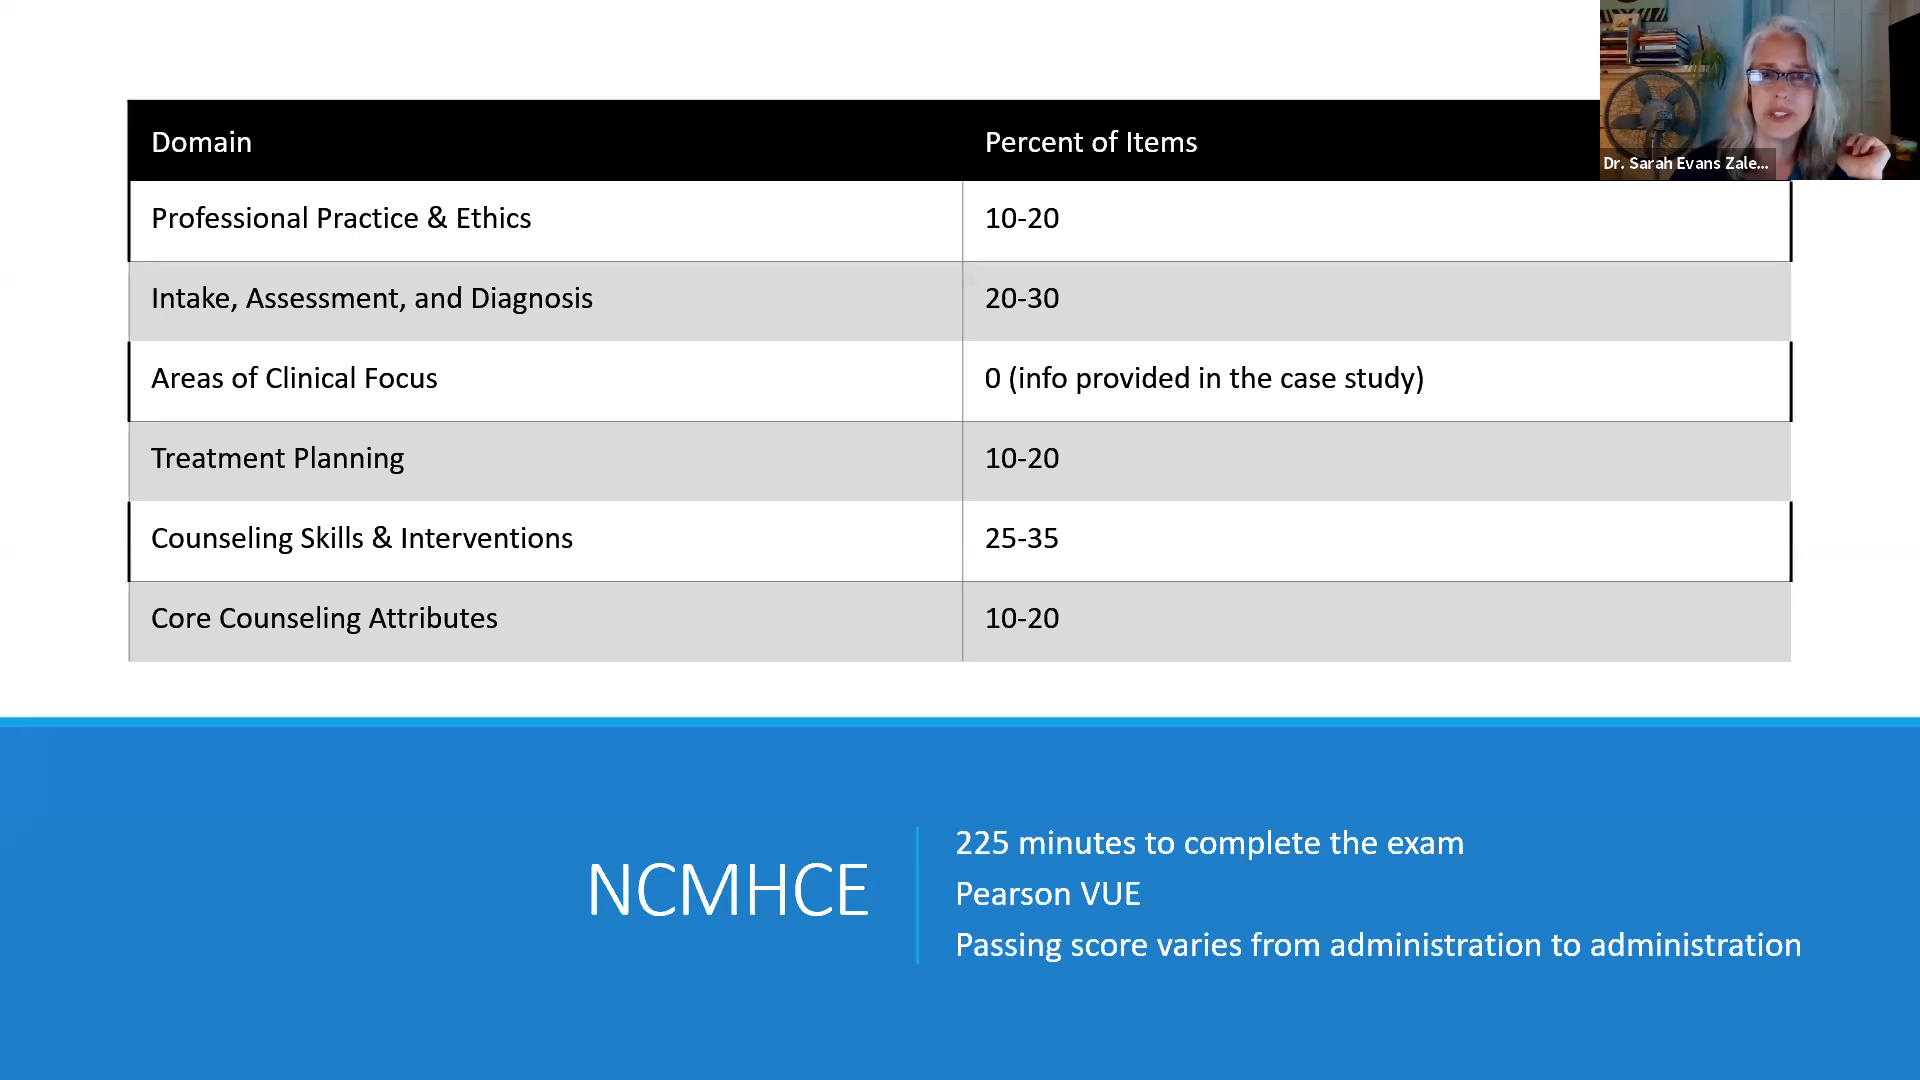 Domain Percent of Items
Professional Practice & Ethics 10-20
Intake, Assessment, and Diagnosis 20-30
Areas of Clinical Focus 0 (info provided in the case study)
Treatment Planning 10-20
Counseling Skills & Interventions 25-35
Core Counseling Attributes 10-20
Dr. Sarah Evans Zale...
NCMHCE
225 minutes to complete the exam
Pearson VUE
Passing score varies from administration to administration